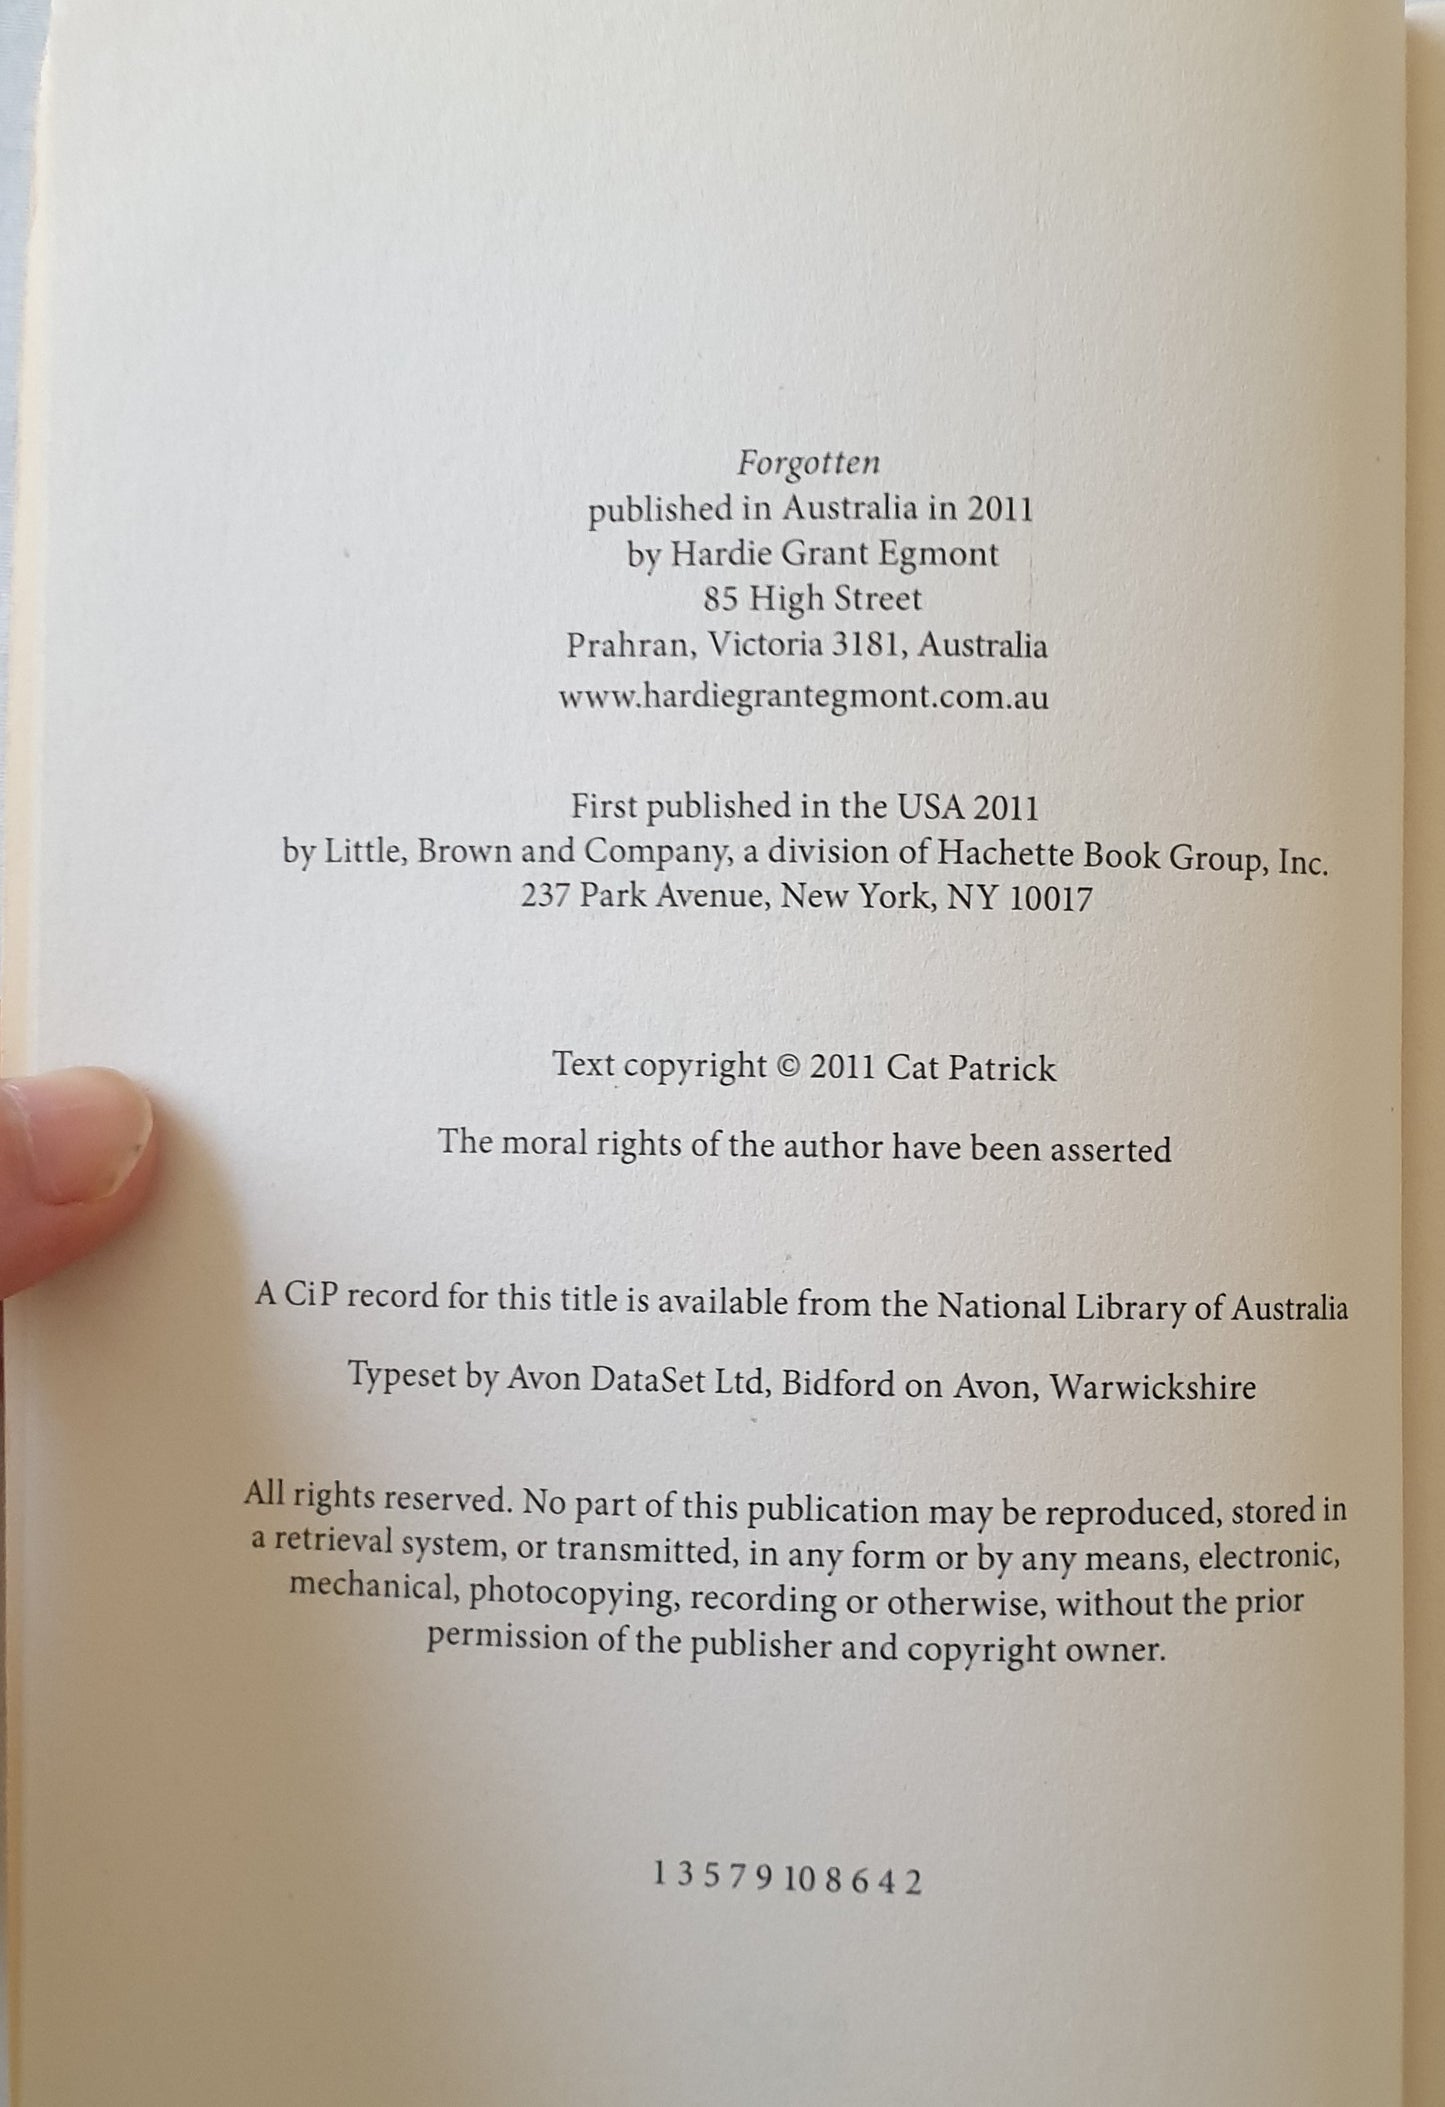 Forgotten
published in Australia in 2011
by Hardie Grant Egmont
85 High Street
Prahran, Victoria 3181, Australia
www.hardiegrantegmont.com.au
First published in the USA 2011
by Little, Brown and Company, a division of Hachette Book Group, Inc.
237 Park Avenue, New York, NY 10017
Text copyright © 2011 Cat Patrick
The moral rights of the author have been asserted
A CiP record for this title is available from the National Library of Australia
Typeset by Avon DataSet Ltd, Bidford on Avon, Warwickshire
All rights reserved. No part of this publication may be reproduced, stored in
a retrieval system, or transmitted, in any form or by any means, electronic,
mechanical, photocopying, recording or otherwise, without the prior
permission of the publisher and copyright owner.
1 3 5 7 9 10 8 6 4 2